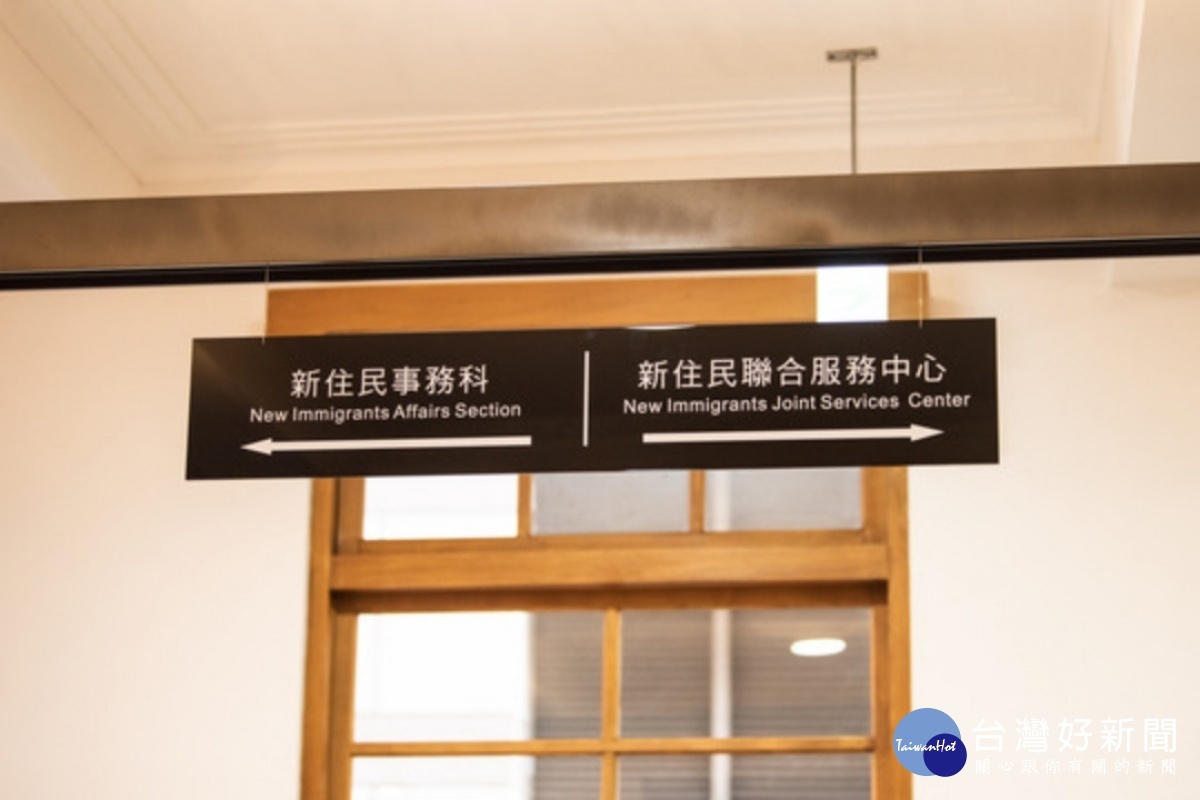 新住民事務科
New Immigrants Affairs Section
新住民聯合服務中心
New Immigrants Joint Services Center
TaiwanHot
台灣好新聞
關心跟你有關的新聞